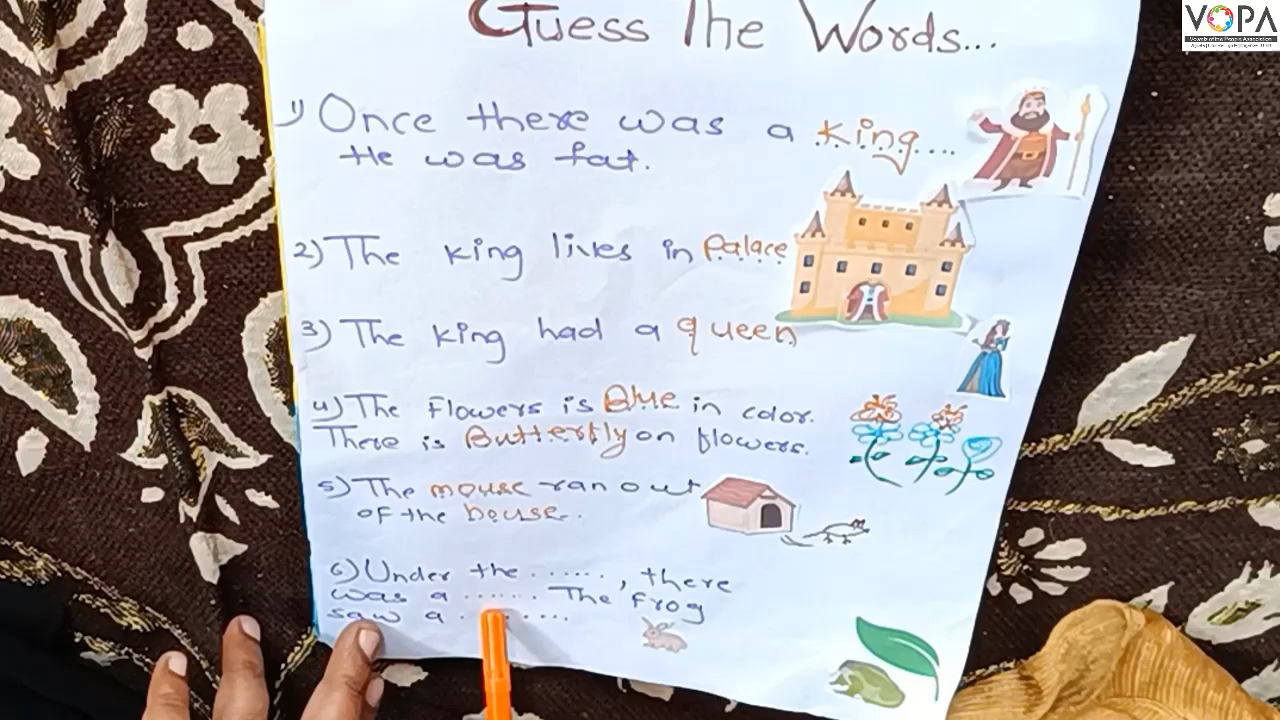 VOPA
Guess The Words...
1) Once there was a king....
He was fat.
2) The king lives in Palace
3) The king had a queen
4) The Flowers is Blue in color.
There is Butterfly on flowers.
5) The mouse ran out
of the house.
6) Under the ......, there
was a ...... The Frog
saw a ........